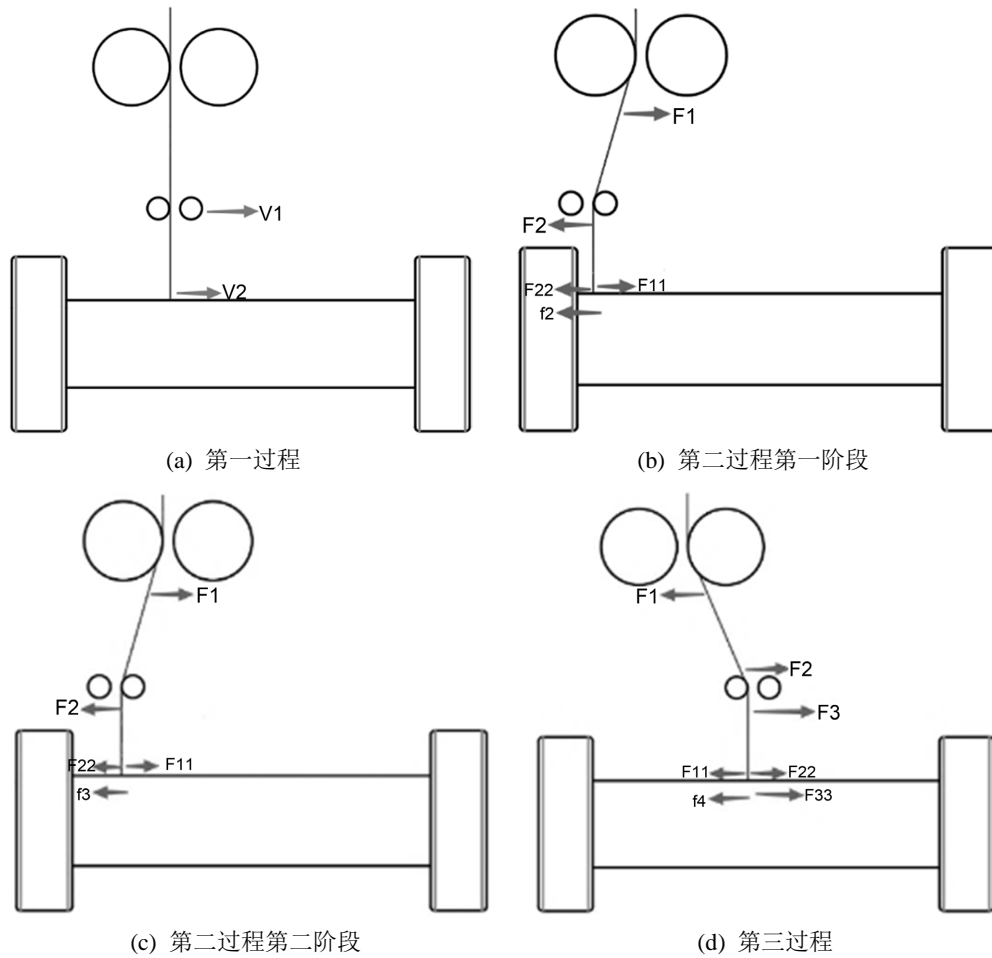 V1
V2
(a) 第一过程
F1
F2
F22
F11
f2
(b) 第二过程第一阶段
F1
F2
F22
F11
f3
(c) 第二过程第二阶段
F1
F2
F3
F11
F22
f4
F33
(d) 第三过程